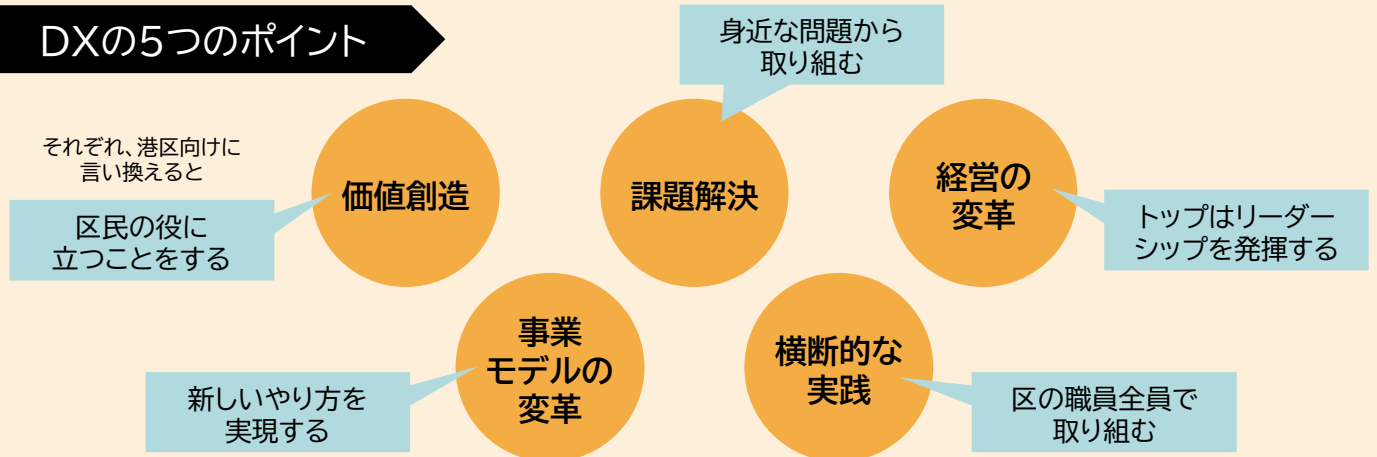 DXの5つのポイント
それぞれ、港区向けに
言い換えると
価値創造
区民の役に
立つことをする
事業
モデルの
変革
新しいやり方を
実現する
課題解決
身近な問題から
取り組む
横断的な
実践
区の職員全員で
取り組む
経営の
変革
トップはリーダー
シップを発揮する